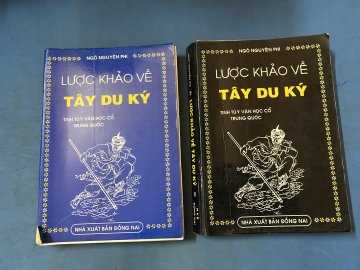 NGÔ NGUYÊN PHI
LƯỢC KHẢO VỀ
TÂY DU KÝ
TINH TÚY VĂN HỌC CỔ
TRUNG QUỐC
NHÀ XUẤT BẢN ĐỒNG NAI
LƯỢC KHẢO VỀ TÂY DU KÝ
NGÔ NGUYÊN PHI
LƯỢC KHẢO VỀ
TÂY DU KÝ
TINH TÚY VĂN HỌC CỔ
TRUNG QUỐC
NHÀ XUẤT BẢN ĐỒNG NAI